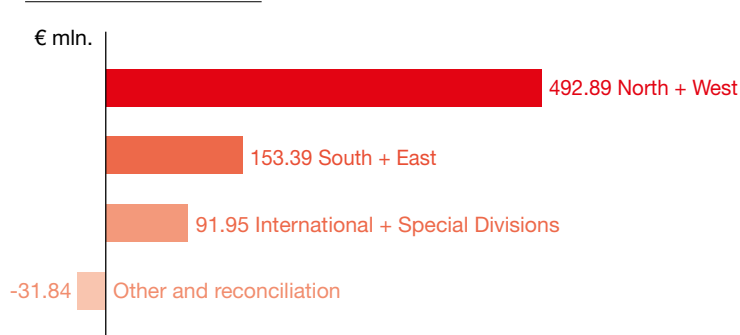 € mln.
492.89 North + West
153.39 South + East
91.95 International + Special Divisions
-31.84 Other and reconciliation